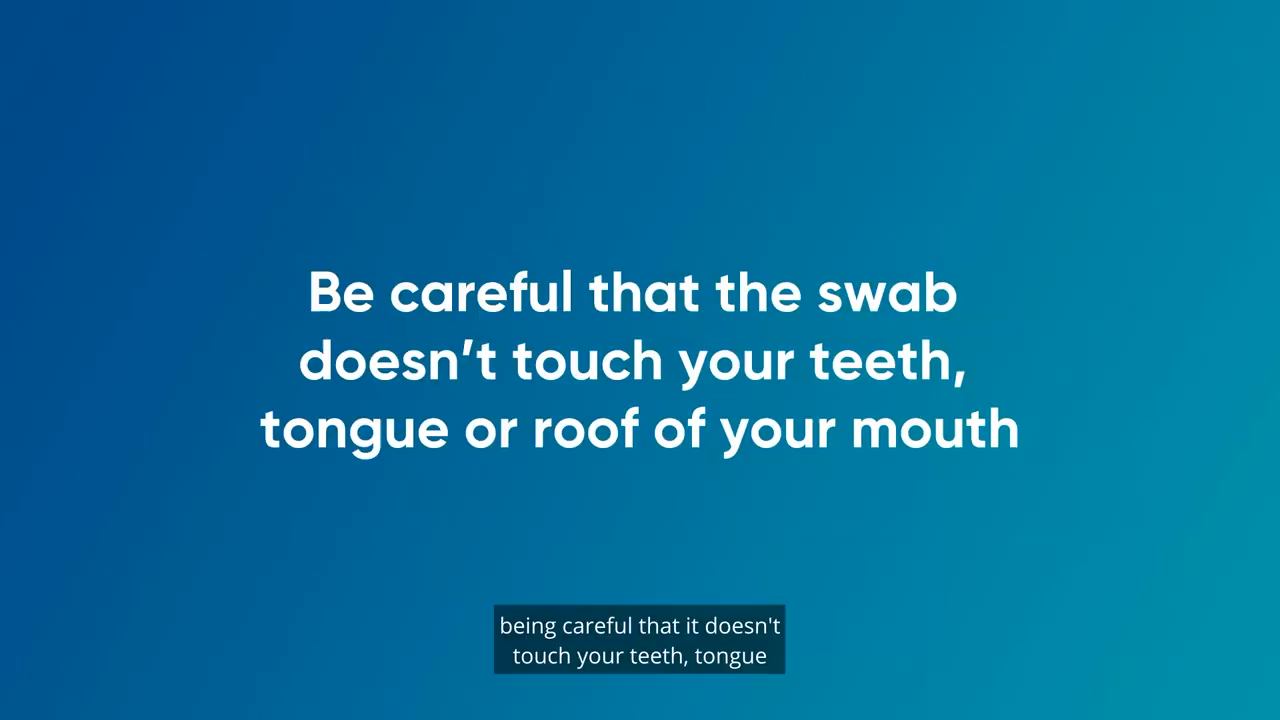 Be careful that the swab
doesn’t touch your teeth,
tongue or roof of your mouth
being careful that it doesn't
touch your teeth, tongue